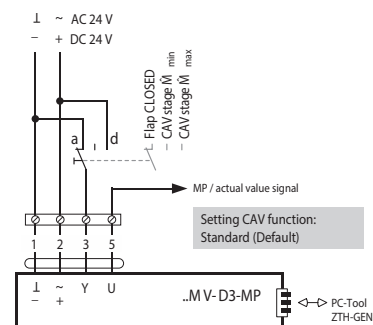 ⊥ ~ AC 24 V
– + DC 24 V
a d
Flap CLOSED
CAV stage Ṁ min
CAV stage Ṁ max
MP / actual value signal
Setting CAV function:
Standard (Default)
1 2 3 5
⊥ ~ Y U
– +
..M V- D3-MP
PC-Tool
ZTH-GEN